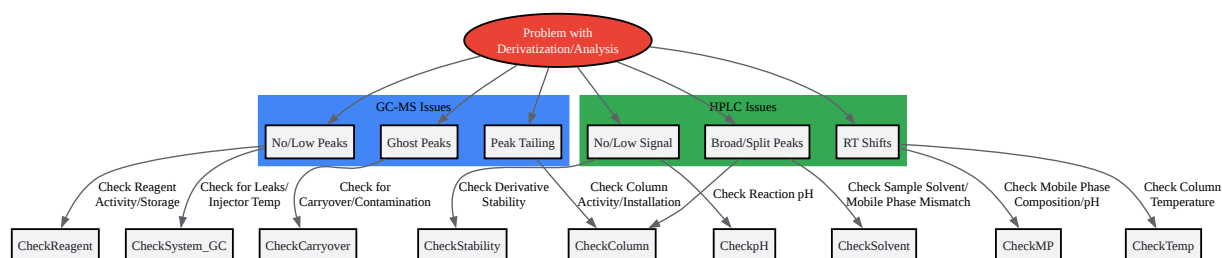 Problem with
Derivatization/Analysis
GC-MS Issues
HPLC Issues
No/Low Peaks
Ghost Peaks
Peak Tailing
No/Low Signal
Broad/Split Peaks
RT Shifts
Check Reagent
Activity/Storage
Check for Leaks/
Injector Temp
Check for
Carryover/Contamination
Check Derivative
Stability
Check Column
Activity/Installation
Check Reaction pH
Check Sample Solvent/
Mobile Phase Mismatch
Check Mobile Phase
Composition/pH
Check Column
Temperature
CheckReagent
CheckSystem_GC
CheckCarryover
CheckStability
CheckColumn
CheckpH
CheckSolvent
CheckMP
CheckTemp